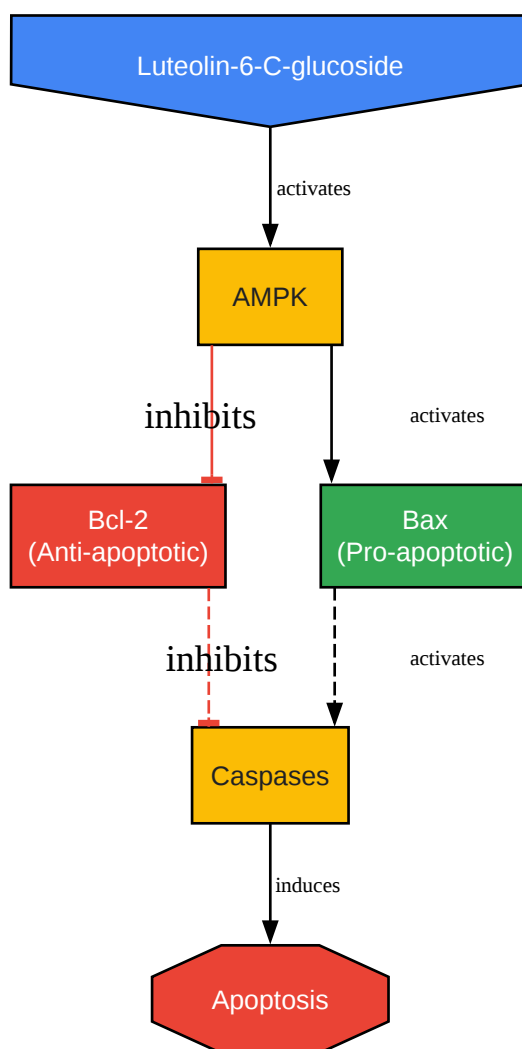 Luteolin-6-C-glucoside
activates
AMPK
inhibits
activates
Bcl-2
(Anti-apoptotic)
Bax
(Pro-apoptotic)
inhibits
activates
Caspases
induces
Apoptosis